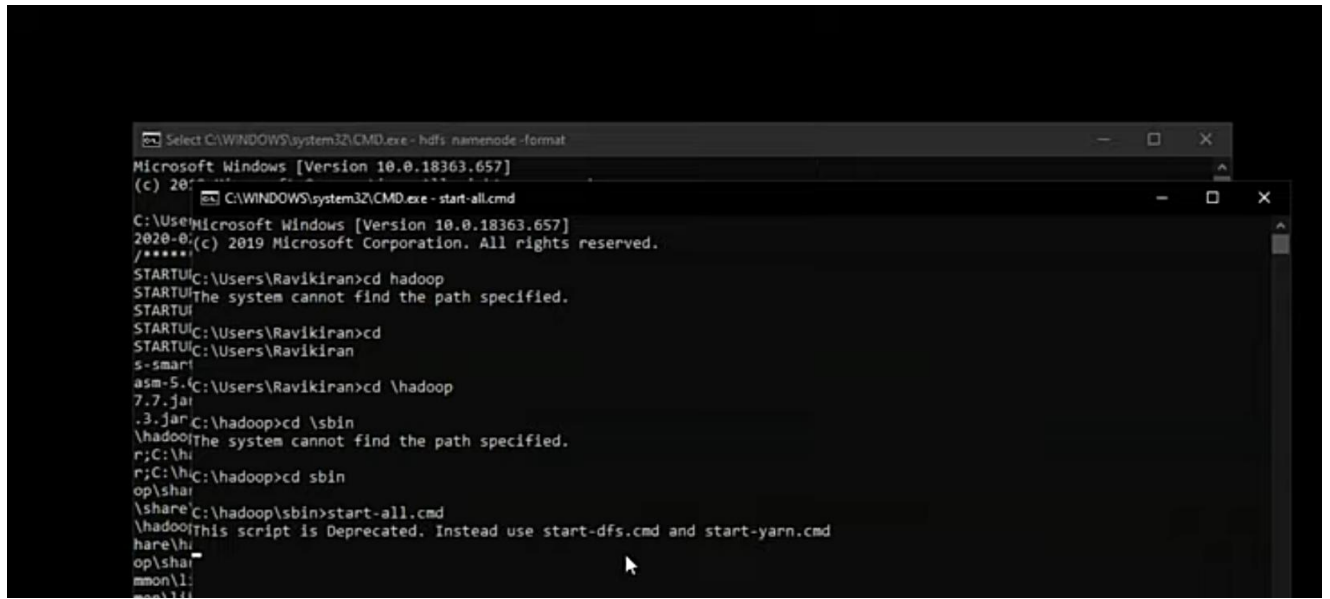 Select C:\WINDOWS\system32\CMD.exe - hdfs namenode -format
Microsoft Windows [Version 10.0.18363.657]
(c)
C:\WINDOWS\system32\CMD.exe - start-all.cmd
Microsoft Windows [Version 10.0.18363.657]
(c) 2019 Microsoft Corporation. All rights reserved.
C:\Users\Ravikiran>cd hadoop
The system cannot find the path specified.
C:\Users\Ravikiran>cd
C:\Users\Ravikiran
C:\Users\Ravikiran>cd \hadoop
C:\hadoop>cd \sbin
The system cannot find the path specified.
C:\hadoop>cd sbin
C:\hadoop\sbin>start-all.cmd
This script is Deprecated. Instead use start-dfs.cmd and start-yarn.cmd